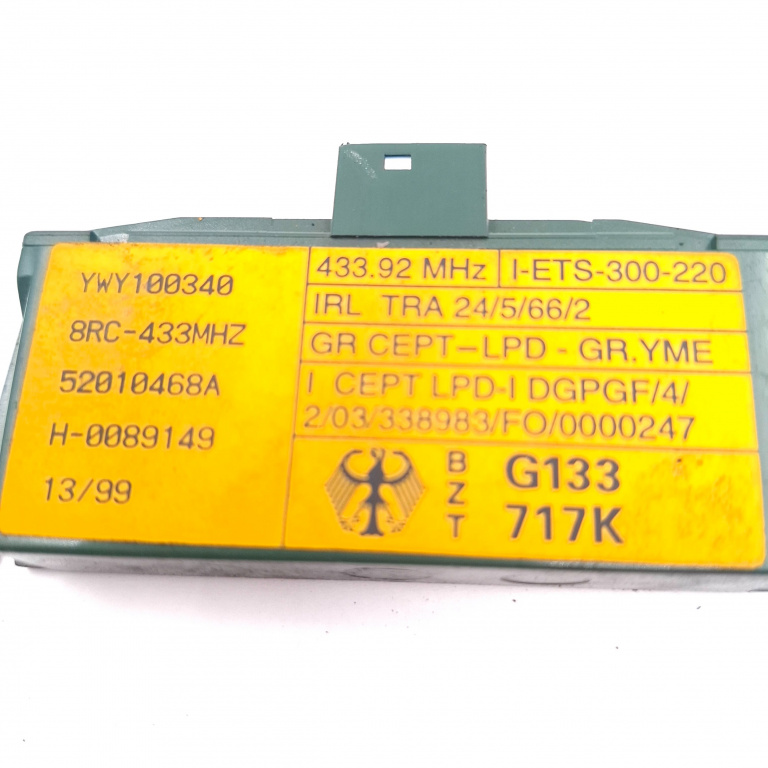 YWY100340
8RC-433MHZ
52010468A
H-0089149
13/99
433.92 MHz
I-ETS-300-220
IRL TRA 24/5/66/2
GR CEPT-LPD - GR.YME
I CEPT LPD-I DGPGF/4/
2/03/338983/FO/0000247
BZT
G133
717K